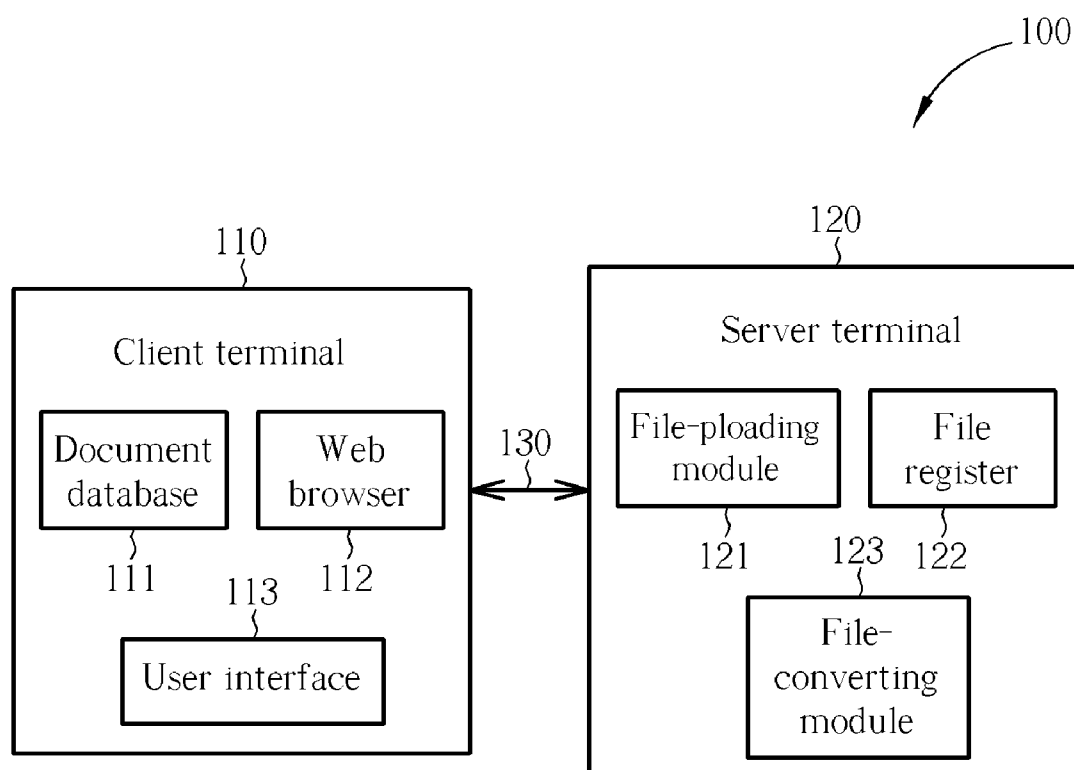 100
110
Client terminal
Document
database
111
Web
browser
112
113
User interface
130
120
Server terminal
File-ploading
module
121
File
register
122
123
File-
converting
module